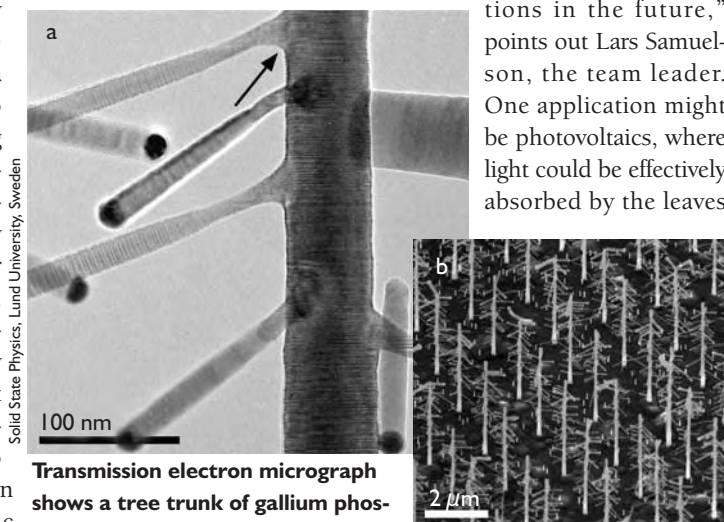 a
100 nm
Solid State Physics, Lund University, Sweden
Transmission electron micrograph
shows a tree trunk of gallium phos-
tions in the future,”
points out Lars Samuel-
son, the team leader.
One application might
be photovoltaics, where
light could be effectively
absorbed by the leaves
b
2 µm